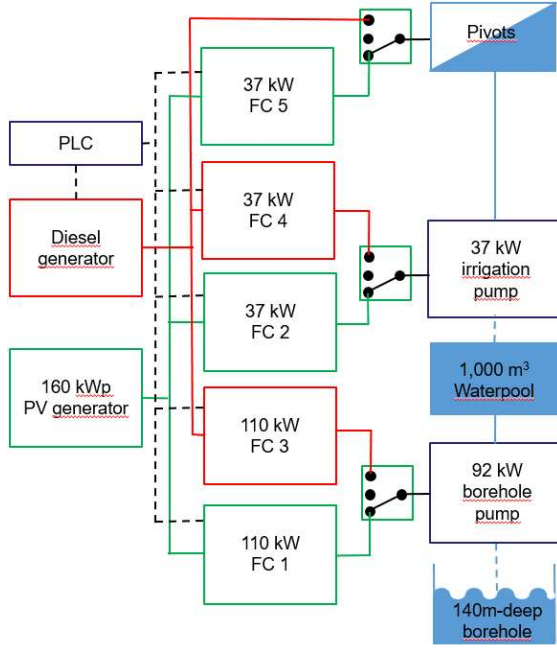 Pivots
37 kW
FC 5
PLC
37 kW
FC 4
Diesel
generator
37 kW
irrigation
pump
37 kW
FC 2
160 kWp
PV generator
1,000 m³
Waterpool
110 kW
FC 3
92 kW
borehole
pump
110 kW
FC 1
140m-deep
borehole